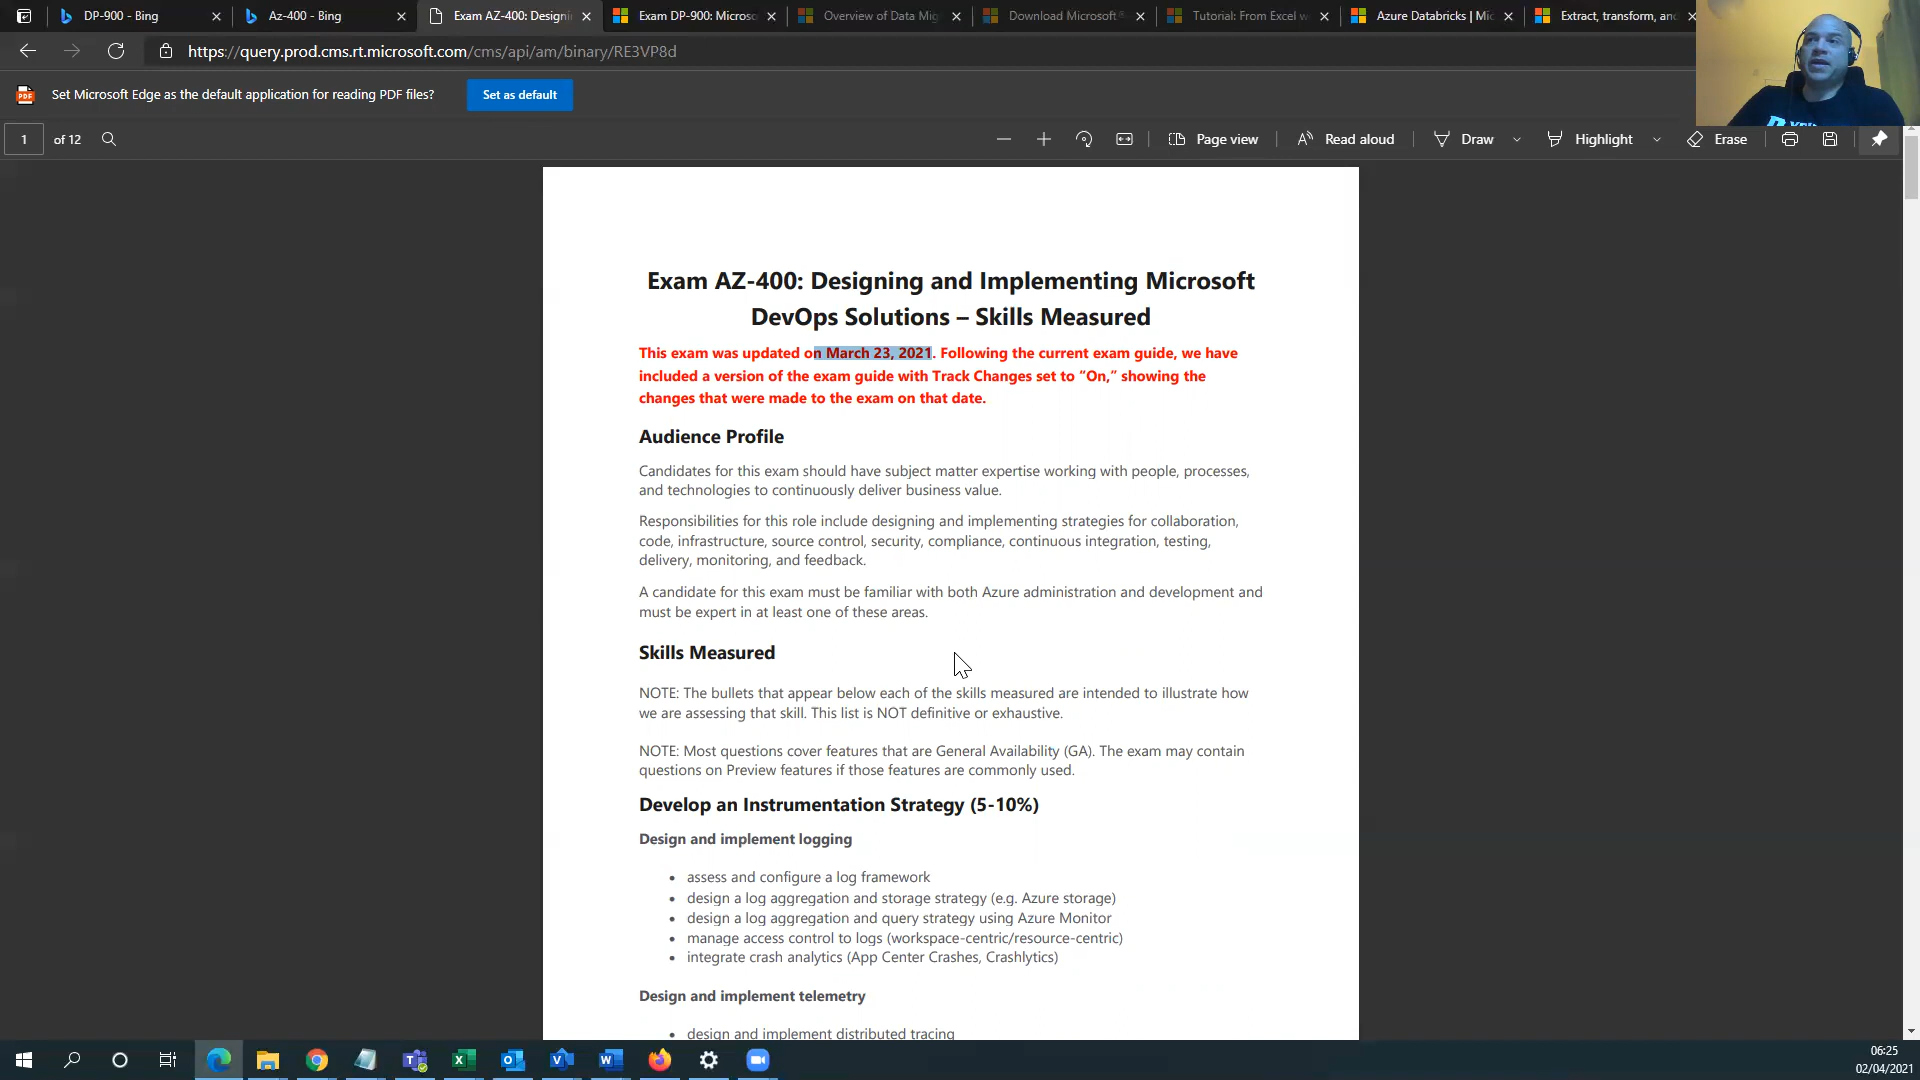 DP-900 - Bing
Az-400 - Bing
Exam AZ-400: Designi
Exam DP-900: Microso
Overview of Data Mig
Download Microsoft®
Tutorial: From Excel w
Azure Databricks | Mic
Extract, transform, an
https://query.prod.cms.rt.microsoft.com/cms/api/am/binary/RE3VP8d
PDF
Set Microsoft Edge as the default application for reading PDF files?
Set as default
1 of 12
Page view
Read aloud
Draw
Highlight
Erase
Exam AZ-400: Designing and Implementing Microsoft
DevOps Solutions – Skills Measured
This exam was updated on March 23, 2021. Following the current exam guide, we have
included a version of the exam guide with Track Changes set to “On,” showing the
changes that were made to the exam on that date.
Audience Profile
Candidates for this exam should have subject matter expertise working with people, processes,
and technologies to continuously deliver business value.
Responsibilities for this role include designing and implementing strategies for collaboration,
code, infrastructure, source control, security, compliance, continuous integration, testing,
delivery, monitoring, and feedback.
A candidate for this exam must be familiar with both Azure administration and development and
must be expert in at least one of these areas.
Skills Measured
NOTE: The bullets that appear below each of the skills measured are intended to illustrate how
we are assessing that skill. This list is NOT definitive or exhaustive.
NOTE: Most questions cover features that are General Availability (GA). The exam may contain
questions on Preview features if those features are commonly used.
Develop an Instrumentation Strategy (5-10%)
Design and implement logging
• assess and configure a log framework
• design a log aggregation and storage strategy (e.g. Azure storage)
• design a log aggregation and query strategy using Azure Monitor
• manage access control to logs (workspace-centric/resource-centric)
• integrate crash analytics (App Center Crashes, Crashlytics)
Design and implement telemetry
• design and implement distributed tracing
06:25
02/04/2021